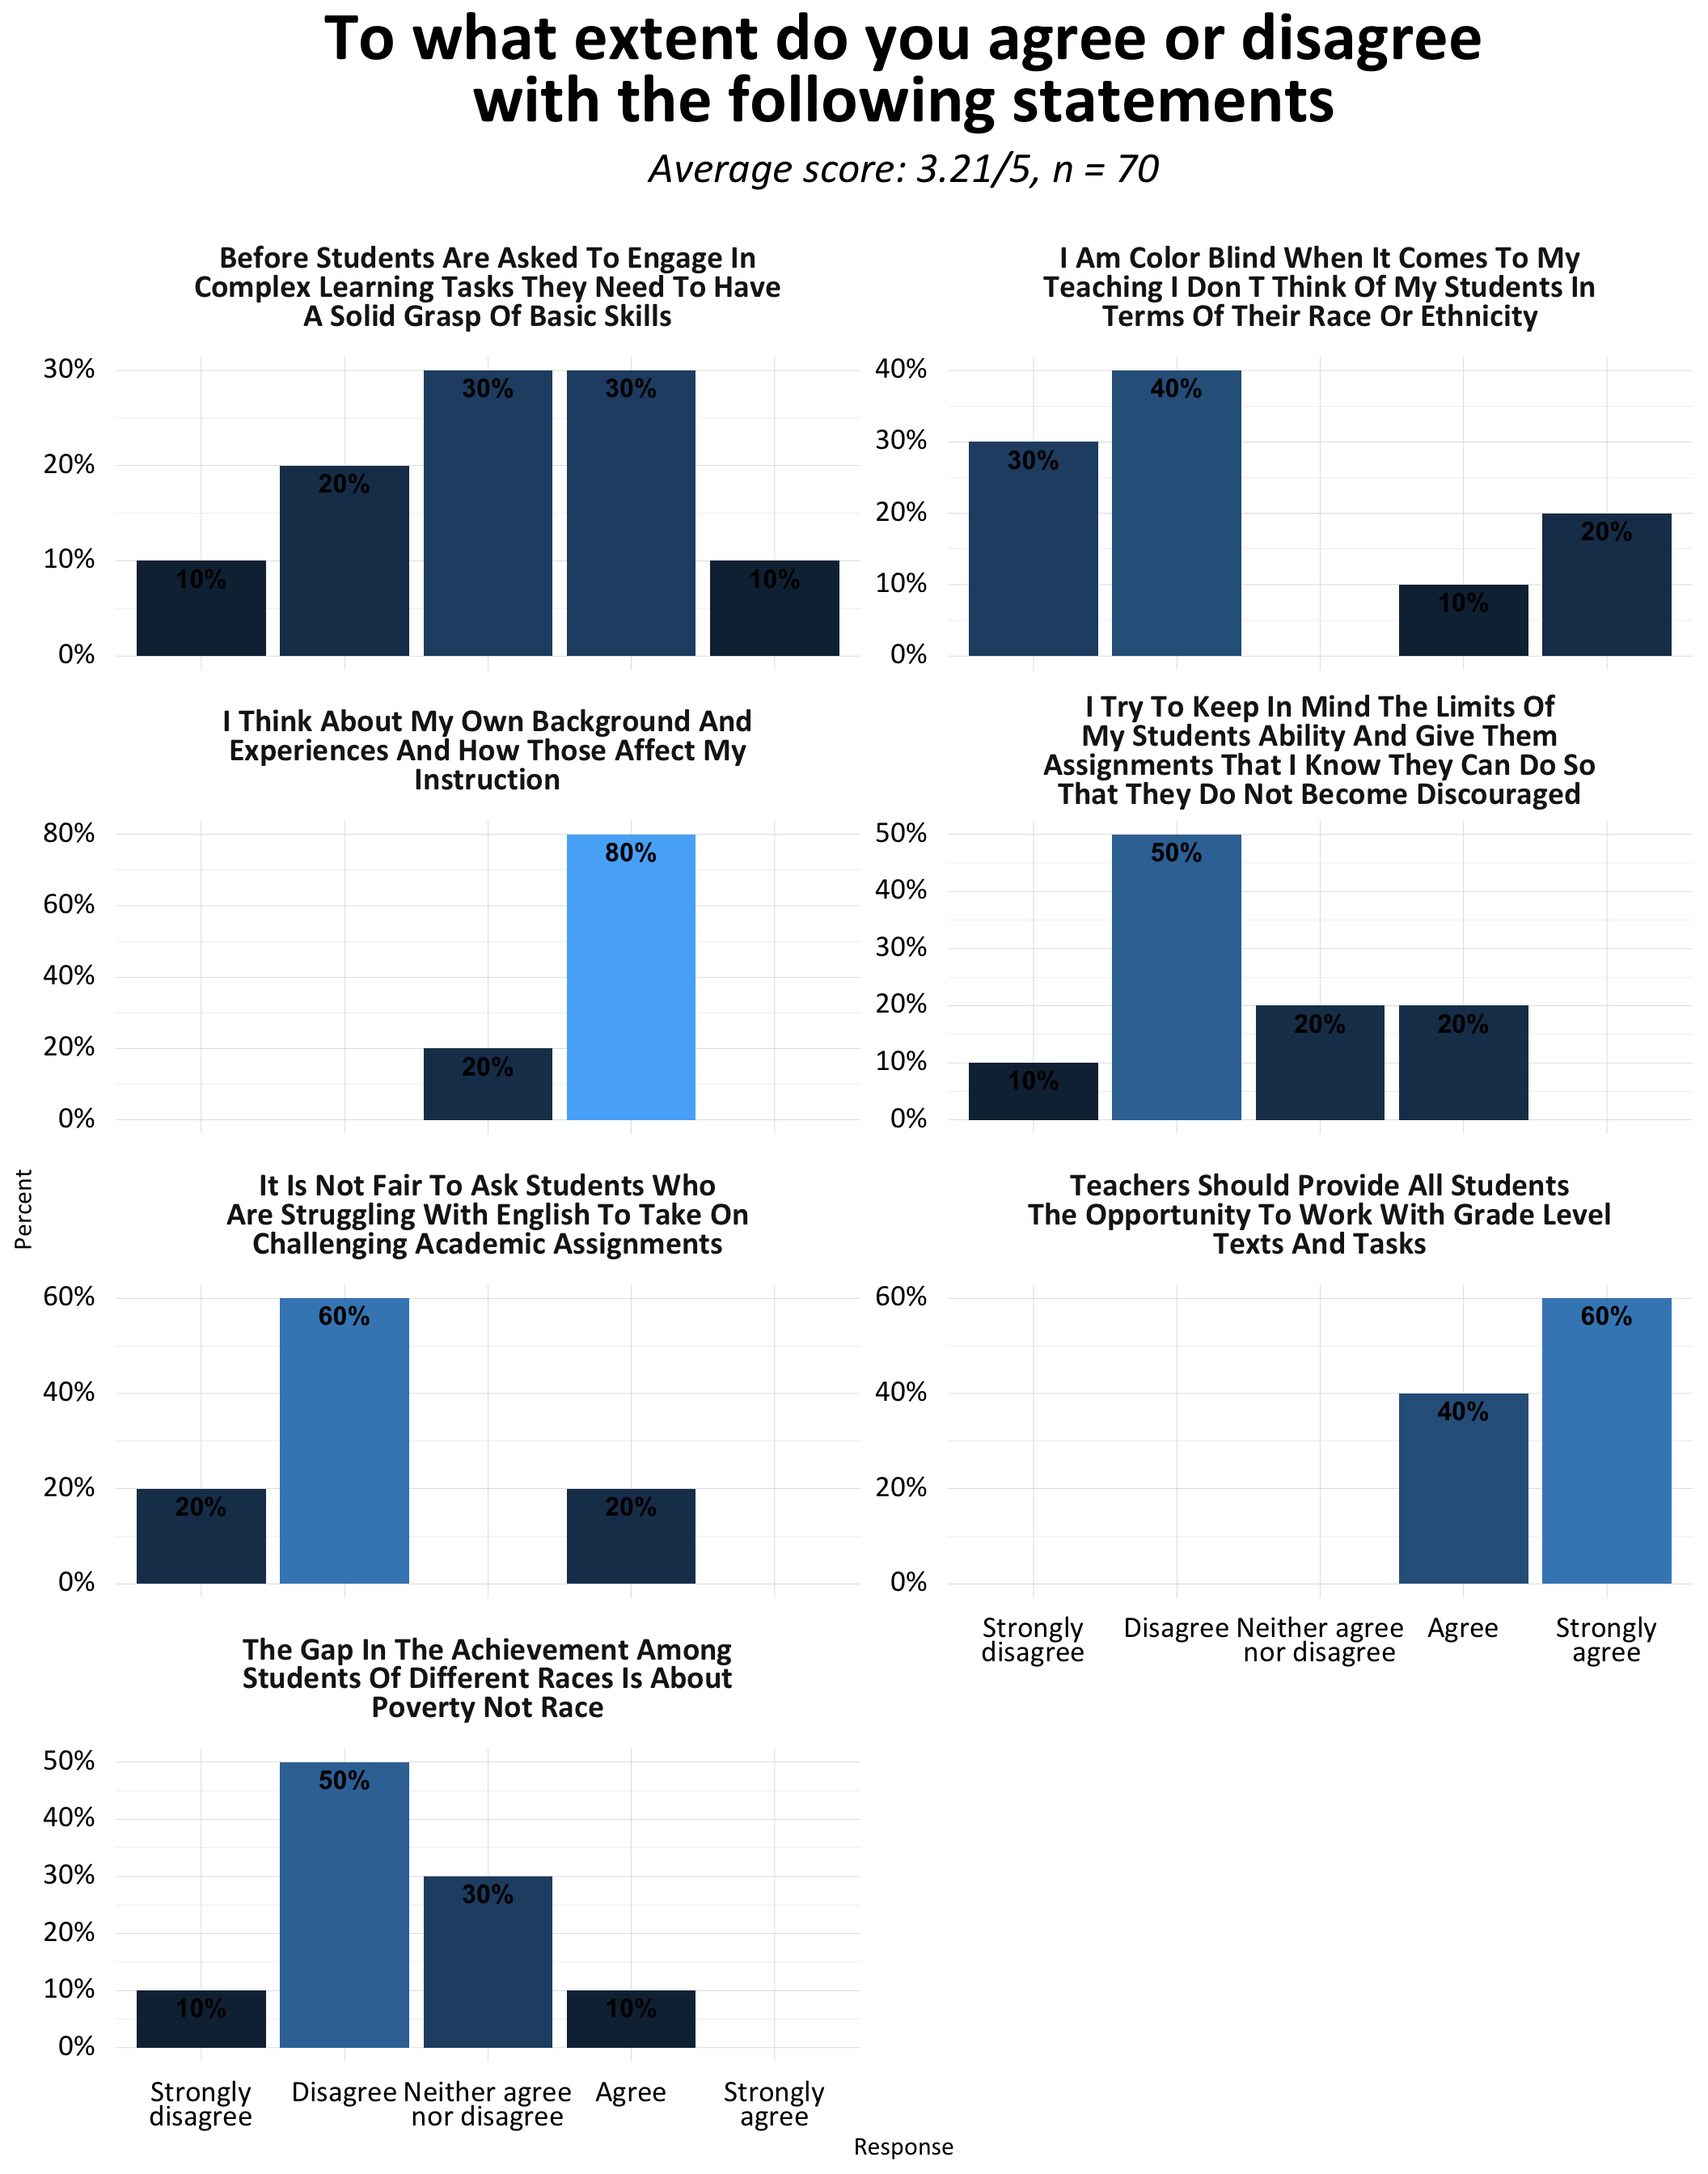 To what extent do you agree or disagree
with the following statements
Average score: 3.21/5, n = 70
Before Students Are Asked To Engage In
Complex Learning Tasks They Need To Have
A Solid Grasp Of Basic Skills
30%
20%
10%
0%
10%
20%
30%
30%
10%
I Am Color Blind When It Comes To My
Teaching I Don T Think Of My Students In
Terms Of Their Race Or Ethnicity
40%
30%
20%
10%
0%
30%
40%
10%
20%
I Think About My Own Background And
Experiences And How Those Affect My
Instruction
80%
60%
40%
20%
0%
20%
80%
I Try To Keep In Mind The Limits Of
My Students Ability And Give Them
Assignments That I Know They Can Do So
That They Do Not Become Discouraged
50%
40%
30%
20%
10%
0%
10%
50%
20%
20%
Percent
It Is Not Fair To Ask Students Who
Are Struggling With English To Take On
Challenging Academic Assignments
60%
40%
20%
0%
20%
60%
20%
Teachers Should Provide All Students
The Opportunity To Work With Grade Level
Texts And Tasks
60%
40%
20%
0%
40%
60%
Strongly
disagree
Disagree
Neither agree
nor disagree
Agree
Strongly
agree
The Gap In The Achievement Among
Students Of Different Races Is About
Poverty Not Race
50%
40%
30%
20%
10%
0%
10%
50%
30%
10%
Strongly
disagree
Disagree
Neither agree
nor disagree
Agree
Strongly
agree
Response